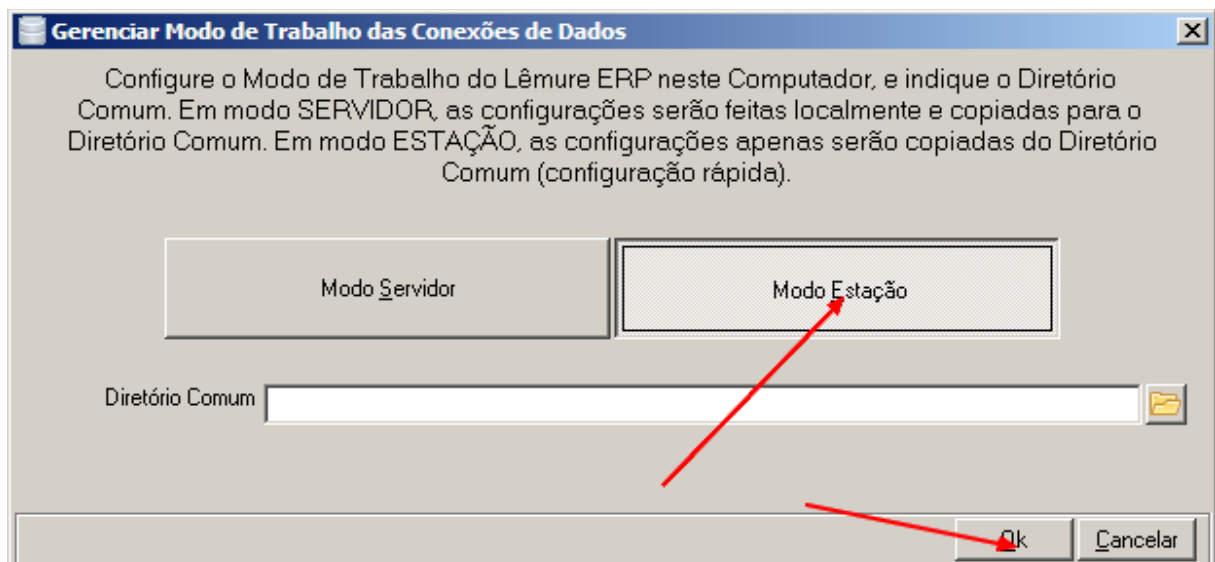 Gerenciar Modo de Trabalho das Conexões de Dados
Configure o Modo de Trabalho do Lêmure ERP neste Computador, e indique o Diretório
Comum. Em modo SERVIDOR, as configurações serão feitas localmente e copiadas para o
Diretório Comum. Em modo ESTAÇÃO, as configurações apenas serão copiadas do Diretório
Comum (configuração rápida).
Modo Servidor
Modo Estação
Diretório Comum
Ok
Cancelar